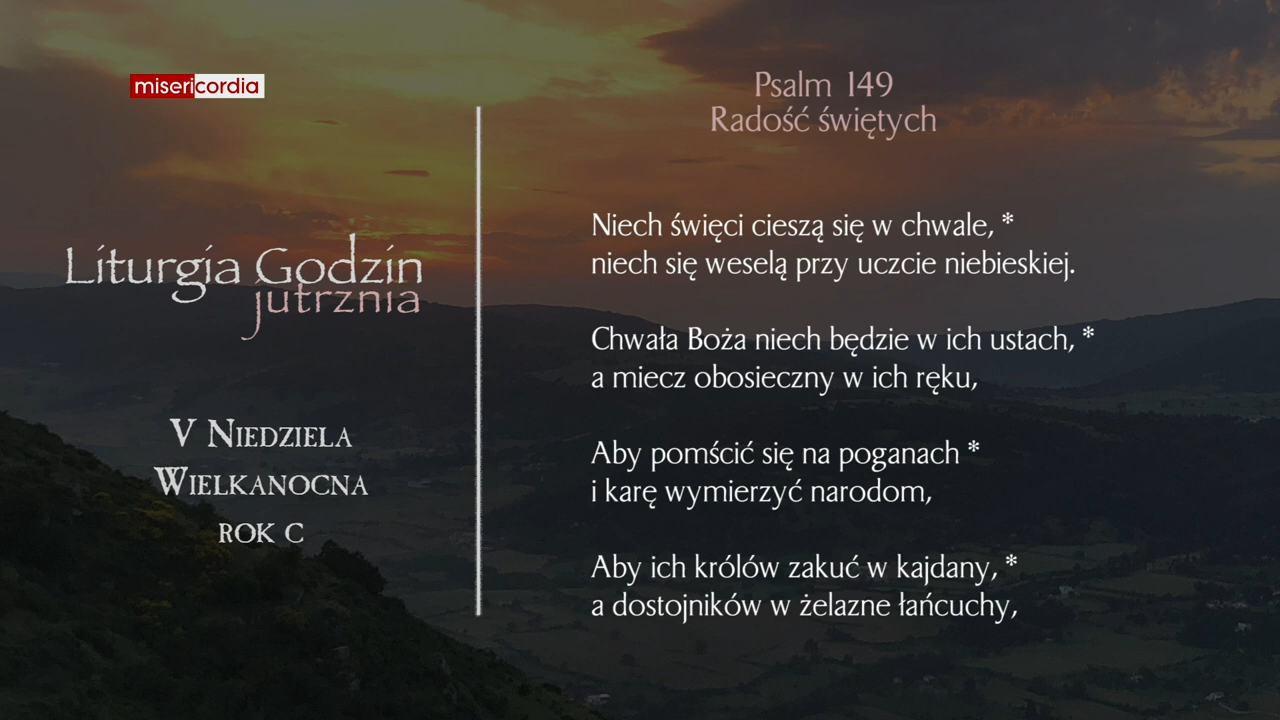 misericordia
Liturgia Godzin
jutrznia
V Niedziela
Wielkanocna
rok C
Psalm 149
Radość świętych
Niech święci cieszą się w chwale, *
niech się weselą przy uczcie niebieskiej.
Chwała Boża niech będzie w ich ustach, *
a miecz obosieczny w ich ręku,
Aby pomścić się na poganach *
i karę wymierzyć narodom,
Aby ich królów zakuć w kajdany, *
a dostojników w żelazne łańcuchy,